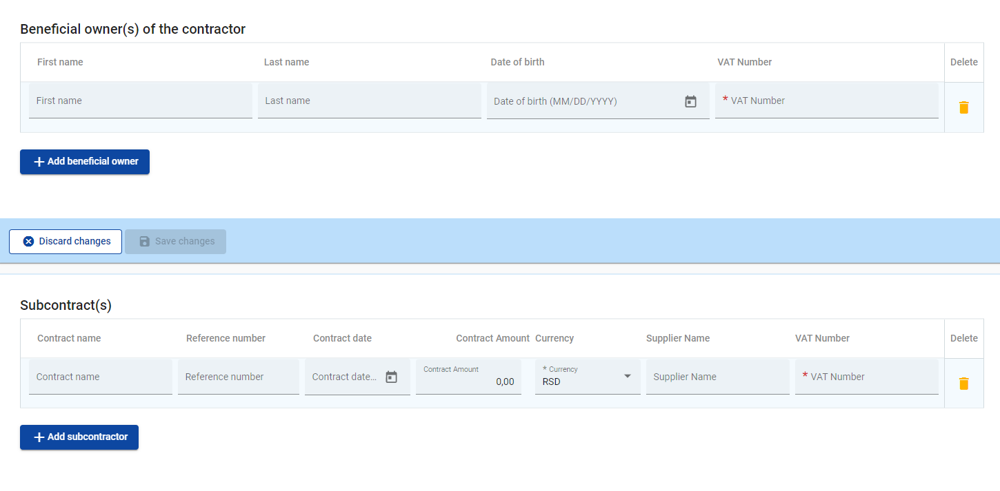 Beneficial owner(s) of the contractor
First name Last name Date of birth VAT Number Delete
First name Last name Date of birth (MM/DD/YYYY) * VAT Number
Add beneficial owner
Discard changes Save changes
Subcontract(s)
Contract name Reference number Contract date Contract Amount Currency Supplier Name VAT Number Delete
Contract name Reference number Contract date... Contract Amount 0,00 * Currency RSD Supplier Name * VAT Number
Add subcontractor